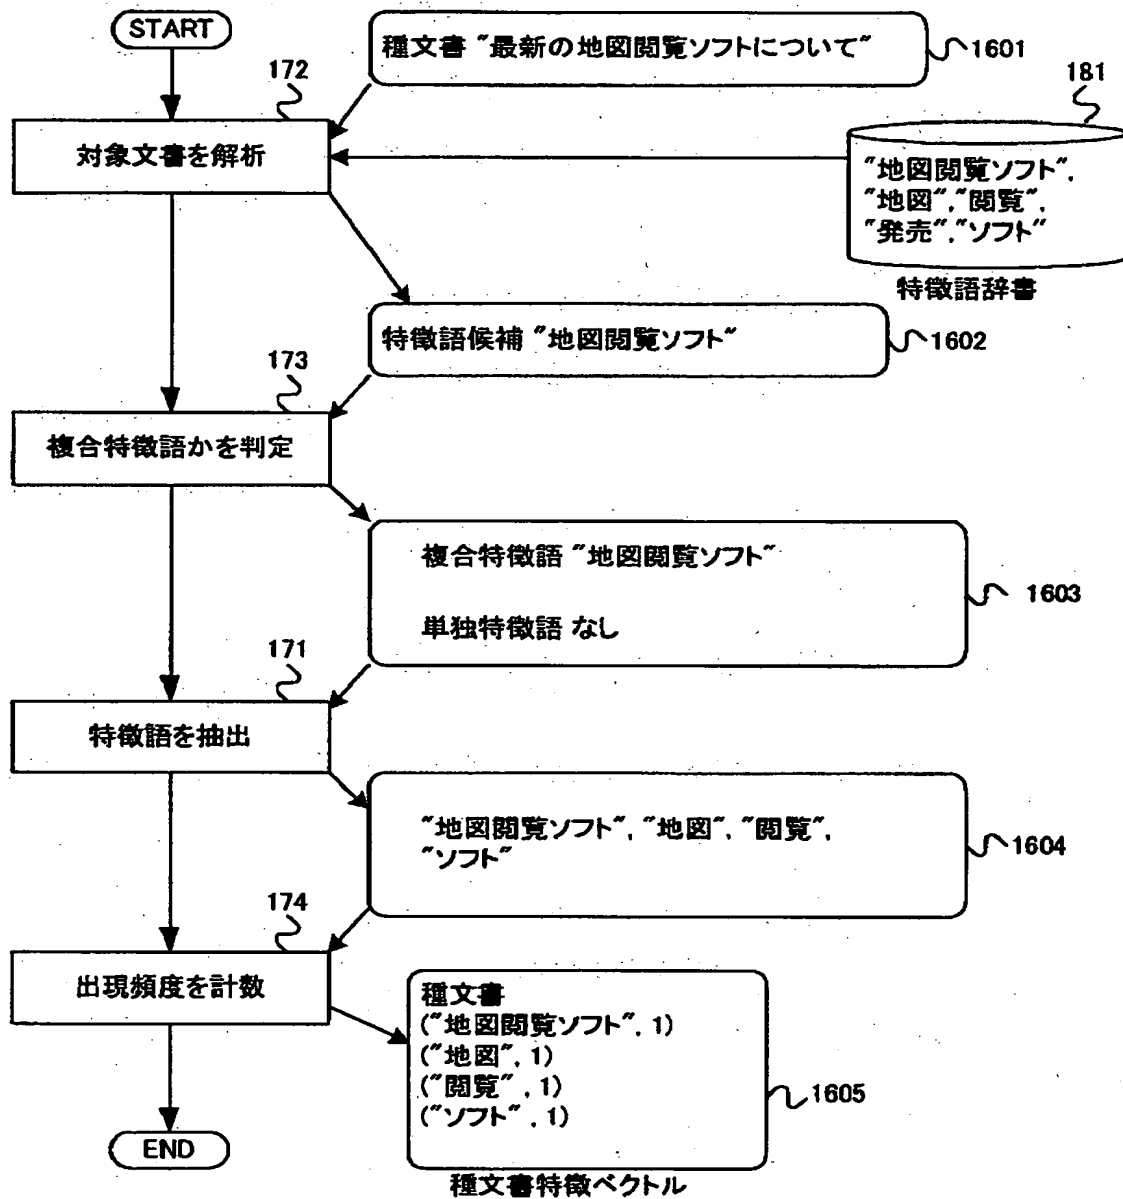 START
種文書 "最新の地図閲覧ソフトについて"
1601
172
181
対象文書を解析
"地図閲覧ソフト",
"地図","閲覧",
"発売","ソフト"
特徴語辞書
特徴語候補 "地図閲覧ソフト"
1602
173
複合特徴語かを判定
複合特徴語 "地図閲覧ソフト"
1603
単独特徴語 なし
171
特徴語を抽出
"地図閲覧ソフト", "地図", "閲覧",
"ソフト"
1604
174
出現頻度を計数
種文書
("地図閲覧ソフト", 1)
("地図", 1)
("閲覧" , 1)
("ソフト" , 1)
1605
END
種文書特徴ベクトル